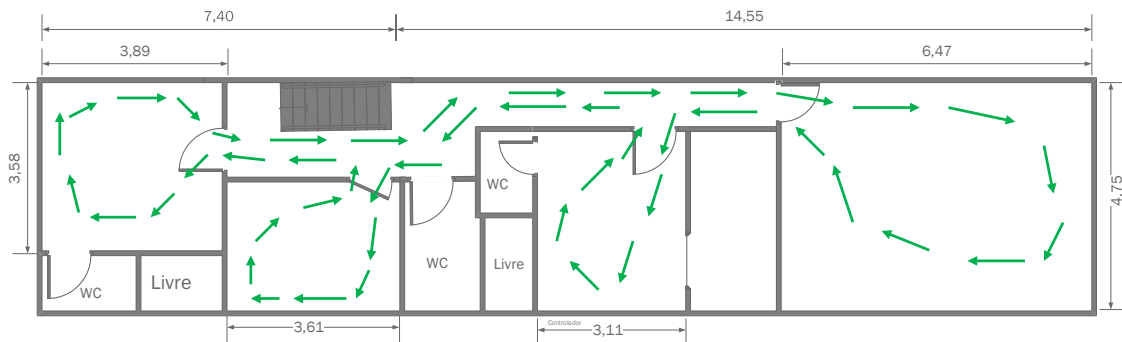 7,40
14,55
3,89
6,47
3,58
4,75
WC
WC
Livre
Livre
WC
Controlador
3,61
3,11